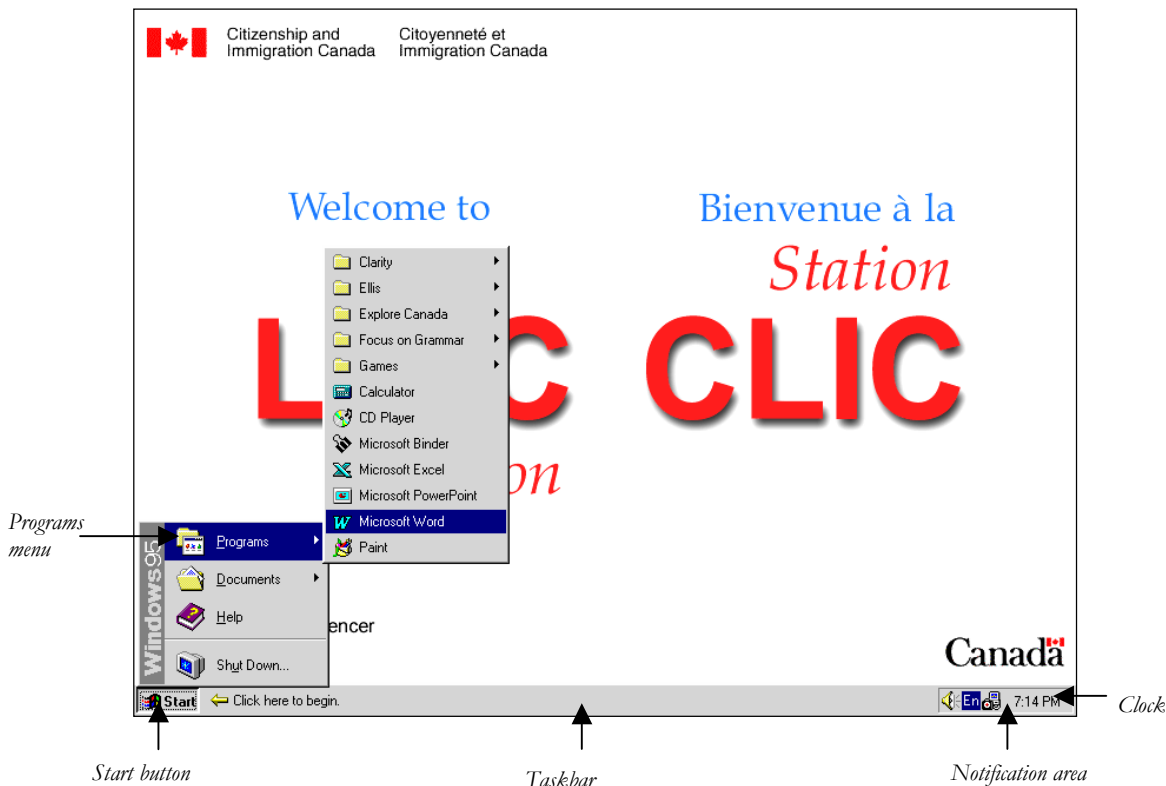 Citizenship and
Immigration Canada
Citoyenneté et
Immigration Canada
Welcome to
Bienvenue à la
Station
CLIC
Clarity
Ellis
Explore Canada
Focus on Grammar
Games
Calculator
CD Player
Microsoft Binder
Microsoft Excel
Microsoft PowerPoint
Microsoft Word
Paint
Programs
menu
Windows95
Programs
Documents
Help
Shut Down...
Canada
Start
Click here to begin.
En
7:14 PM
Clock
Start button
Taskbar
Notification area